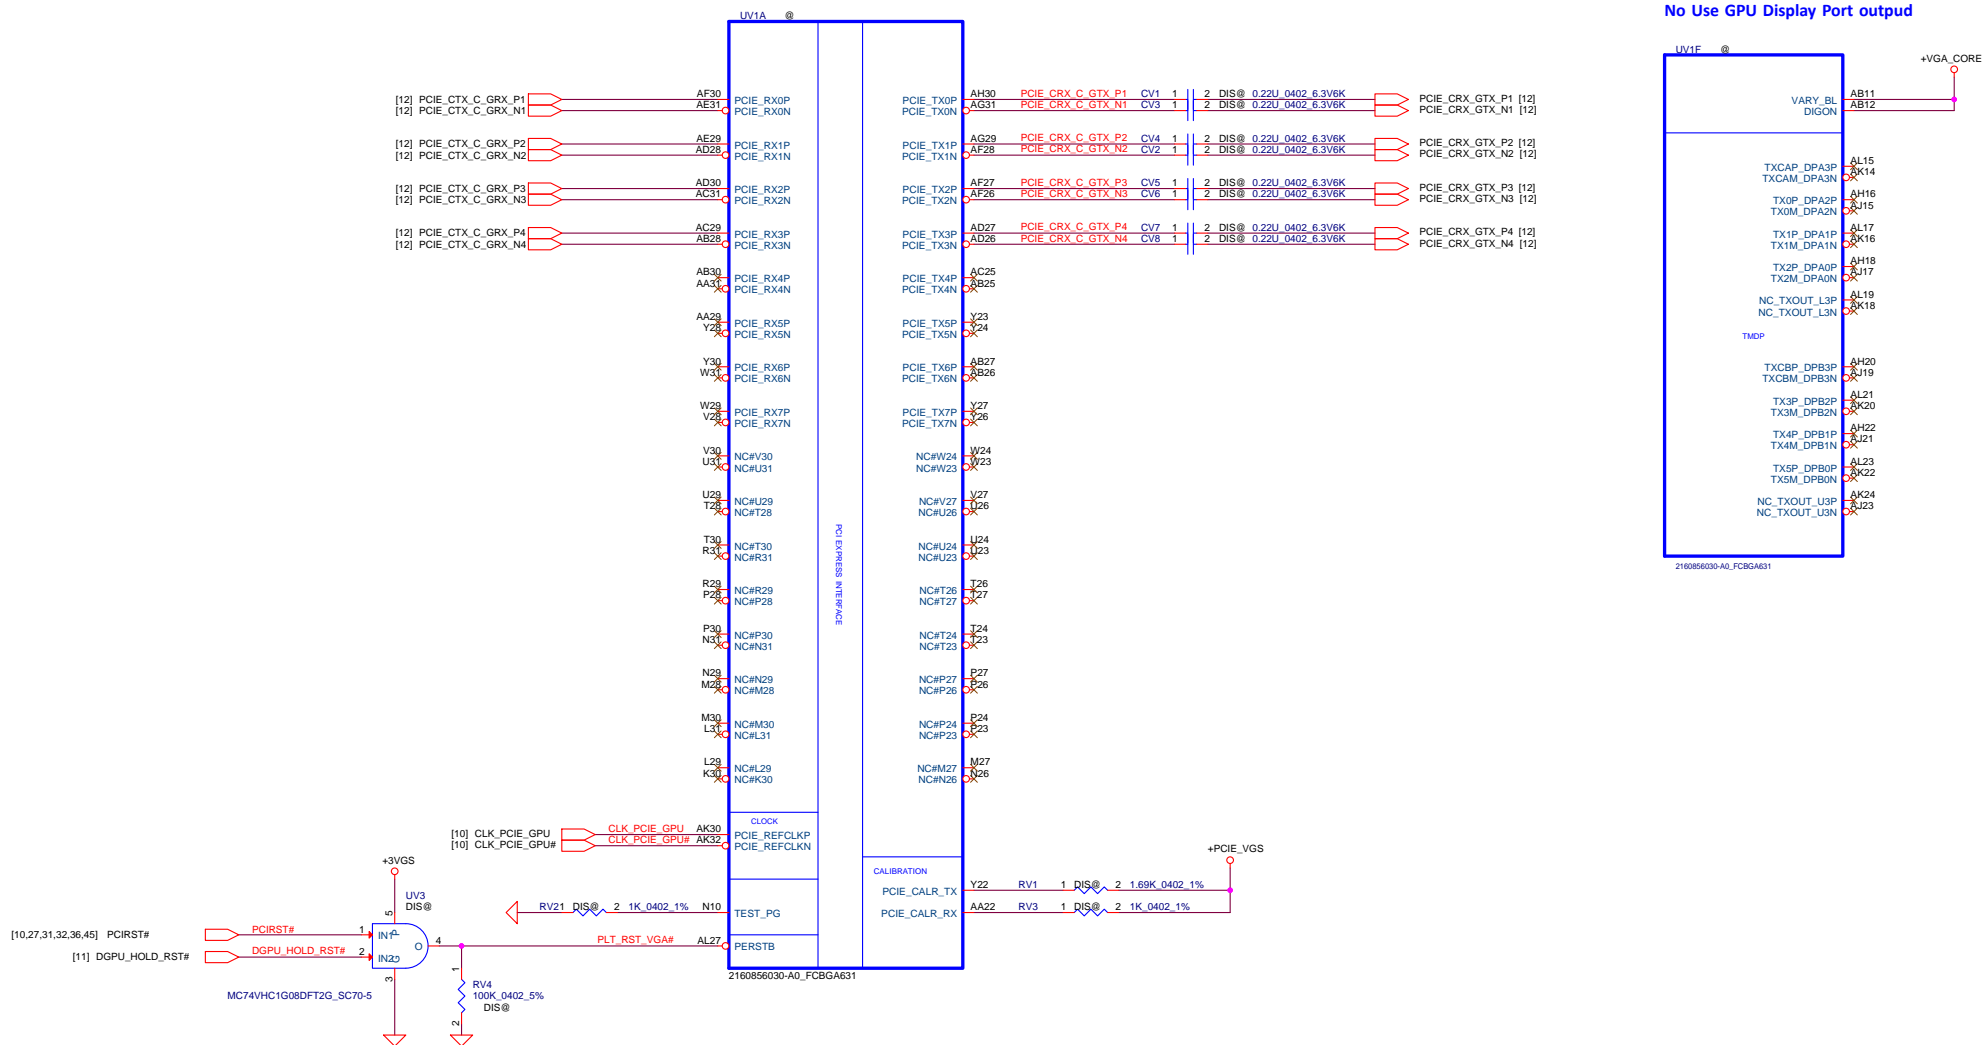 No Use GPU Display Port outpud
UV1A @
[12] PCIE_CTX_C_GRX_P1 AF30 PCIE_RX0P PCIE_TX0P AH30 PCIE_CRX_C_GTX_P1 CV1 1 2 DIS@ 0.22U_0402_6.3V6K PCIE_CRX_GTX_P1 [12]
[12] PCIE_CTX_C_GRX_N1 AE31 PCIE_RX0N PCIE_TX0N AG31 PCIE_CRX_C_GTX_N1 CV3 1 2 DIS@ 0.22U_0402_6.3V6K PCIE_CRX_GTX_N1 [12]
[12] PCIE_CTX_C_GRX_P2 AE29 PCIE_RX1P PCIE_TX1P AG29 PCIE_CRX_C_GTX_P2 CV4 1 2 DIS@ 0.22U_0402_6.3V6K PCIE_CRX_GTX_P2 [12]
[12] PCIE_CTX_C_GRX_N2 AD28 PCIE_RX1N PCIE_TX1N AF28 PCIE_CRX_C_GTX_N2 CV2 1 2 DIS@ 0.22U_0402_6.3V6K PCIE_CRX_GTX_N2 [12]
[12] PCIE_CTX_C_GRX_P3 AD30 PCIE_RX2P PCIE_TX2P AF27 PCIE_CRX_C_GTX_P3 CV5 1 2 DIS@ 0.22U_0402_6.3V6K PCIE_CRX_GTX_P3 [12]
[12] PCIE_CTX_C_GRX_N3 AC31 PCIE_RX2N PCIE_TX2N AF26 PCIE_CRX_C_GTX_N3 CV6 1 2 DIS@ 0.22U_0402_6.3V6K PCIE_CRX_GTX_N3 [12]
[12] PCIE_CTX_C_GRX_P4 AC29 PCIE_RX3P PCIE_TX3P AD27 PCIE_CRX_C_GTX_P4 CV7 1 2 DIS@ 0.22U_0402_6.3V6K PCIE_CRX_GTX_P4 [12]
[12] PCIE_CTX_C_GRX_N4 AB28 PCIE_RX3N PCIE_TX3N AD26 PCIE_CRX_C_GTX_N4 CV8 1 2 DIS@ 0.22U_0402_6.3V6K PCIE_CRX_GTX_N4 [12]
AB30 PCIE_RX4P PCIE_TX4P AC25
AA31 PCIE_RX4N PCIE_TX4N AB25
AA29 PCIE_RX5P PCIE_TX5P Y23
Y28 PCIE_RX5N PCIE_TX5N Y24
Y30 PCIE_RX6P PCIE_TX6P AB27
W31 PCIE_RX6N PCIE_TX6N AB26
W29 PCIE_RX7P PCIE_TX7P Y27
V28 PCIE_RX7N PCIE_TX7N Y26
V30 NC#V30 NC#W24 W24
U31 NC#U31 NC#W23 W23
U29 NC#U29 NC#V27 V27
T28 NC#T28 NC#U26 U26
PCI EXPRESS INTERFACE
T30 NC#T30 NC#U24 U24
R31 NC#R31 NC#U23 U23
R29 NC#R29 NC#T26 T26
P28 NC#P28 NC#T27 T27
P30 NC#P30 NC#T24 T24
N31 NC#N31 NC#T23 T23
N29 NC#N29 NC#P27 P27
M28 NC#M28 NC#P26 P26
M30 NC#M30 NC#P24 P24
L31 NC#L31 NC#P23 P23
L29 NC#L29 NC#M27 M27
K30 NC#K30 NC#N26 N26
CLOCK
[10] CLK_PCIE_GPU CLK_PCIE_GPU AK30 PCIE_REFCLKP
[10] CLK_PCIE_GPU# CLK_PCIE_GPU# AK32 PCIE_REFCLKN
+PCIE_VGS
CALIBRATION
PCIE_CALR_TX Y22 RV1 1 DIS@ 2 1.69K_0402_1%
PCIE_CALR_RX AA22 RV3 1 DIS@ 2 1K_0402_1%
RV21 DIS@ 2 1K_0402_1% N10 TEST_PG
+3VGS
UV3
DIS@
5
[10,27,31,32,36,45] PCIRST# PCIRST# 1 IN1 P
[11] DGPU_HOLD_RST# DGPU_HOLD_RST# 2 IN2 G
O 4 PLT_RST_VGA# AL27 PERSTB
3
MC74VHC1G08DFT2G_SC70-5
1
RV4
100K_0402_5%
DIS@
2
2160856030-A0_FCBGA631
UV1F @
+VGA_CORE
VARY_BL AB11
DIGON AB12
TXCAP_DPA3P AL15
TXCAM_DPA3N AK14
TX0P_DPA2P AH16
TX0M_DPA2N AJ15
TX1P_DPA1P AL17
TX1M_DPA1N AK16
TX2P_DPA0P AH18
TX2M_DPA0N AJ17
NC_TXOUT_L3P AL19
NC_TXOUT_L3N AK18
TMDP
TXCBP_DPB3P AH20
TXCBM_DPB3N AJ19
TX3P_DPB2P AL21
TX3M_DPB2N AK20
TX4P_DPB1P AH22
TX4M_DPB1N AJ21
TX5P_DPB0P AL23
TX5M_DPB0N AK22
NC_TXOUT_U3P AK24
NC_TXOUT_U3N AJ23
2160856030-A0_FCBGA631